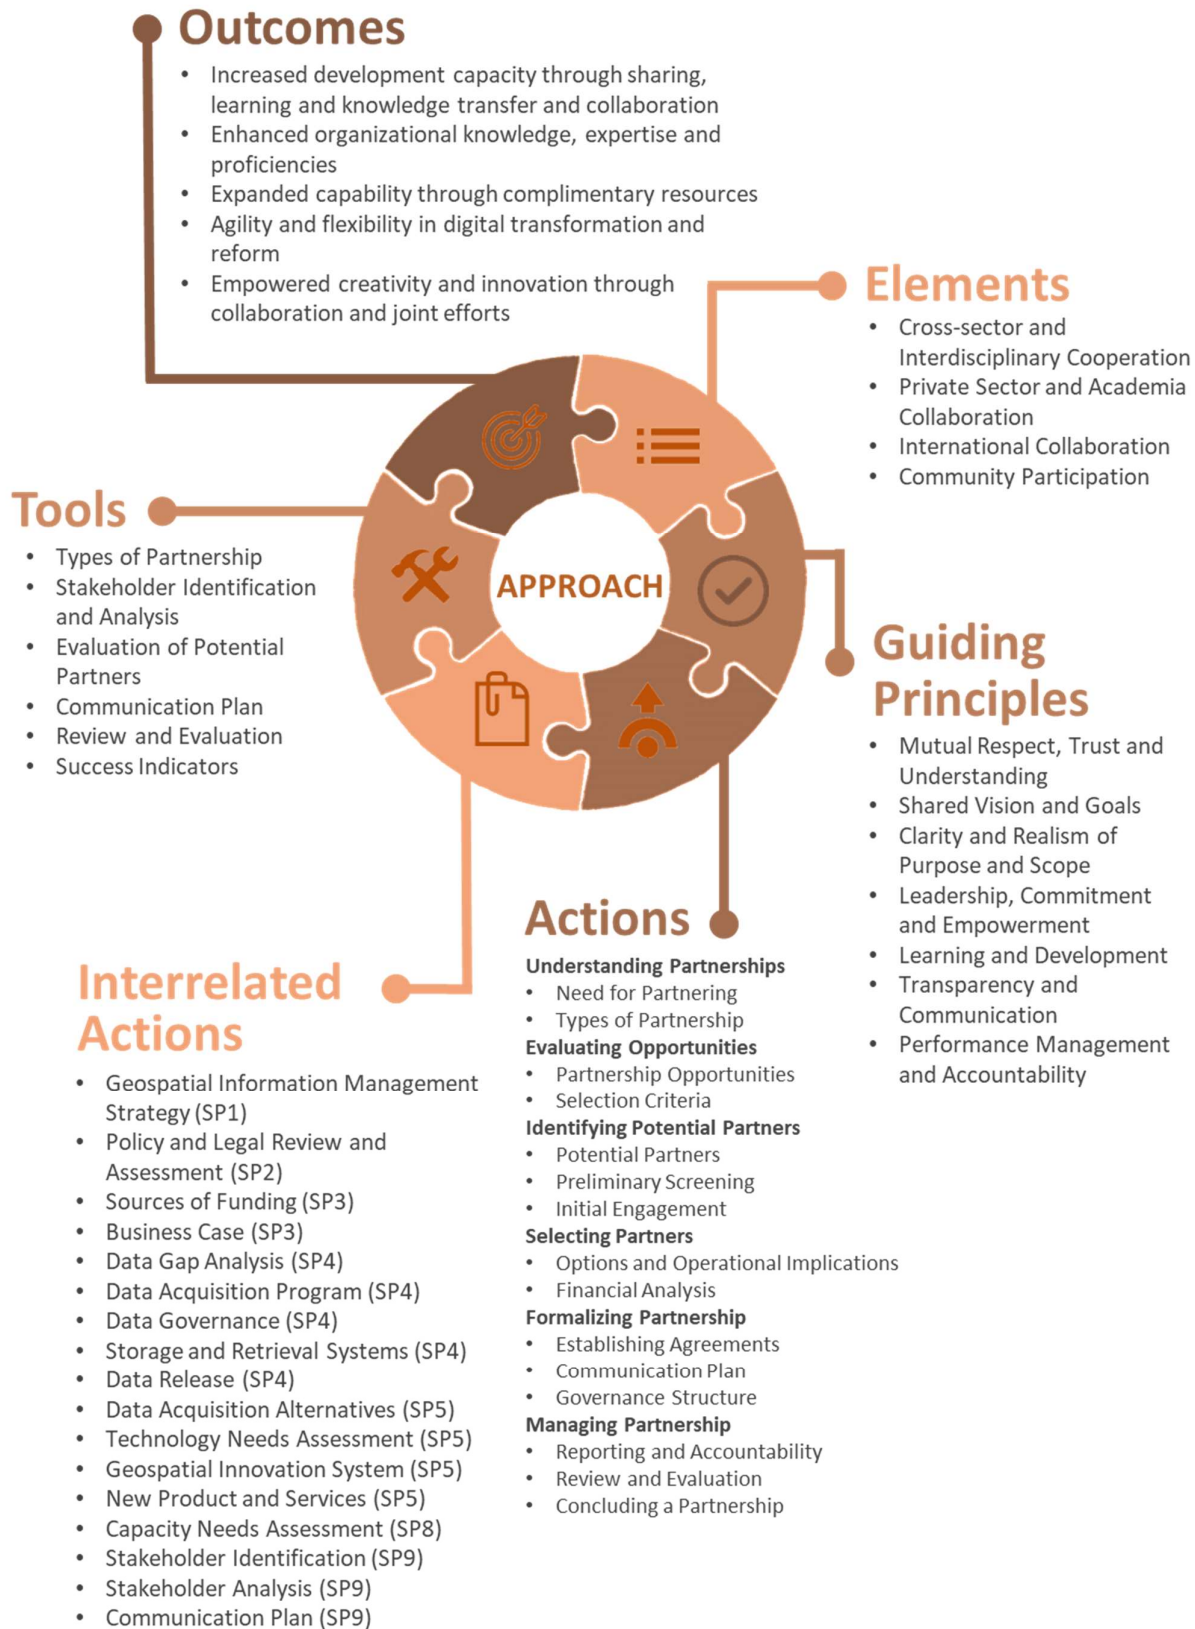 Outcomes
• Increased development capacity through sharing,
learning and knowledge transfer and collaboration
• Enhanced organizational knowledge, expertise and
proficiencies
• Expanded capability through complimentary resources
• Agility and flexibility in digital transformation and
reform
• Empowered creativity and innovation through
collaboration and joint efforts
Elements
• Cross-sector and
Interdisciplinary Cooperation
• Private Sector and Academia
Collaboration
• International Collaboration
• Community Participation
Tools
• Types of Partnership
• Stakeholder Identification
and Analysis
• Evaluation of Potential
Partners
• Communication Plan
• Review and Evaluation
• Success Indicators
APPROACH
Guiding
Principles
• Mutual Respect, Trust and
Understanding
• Shared Vision and Goals
• Clarity and Realism of
Purpose and Scope
• Leadership, Commitment
and Empowerment
• Learning and Development
• Transparency and
Communication
• Performance Management
and Accountability
Actions
Understanding Partnerships
• Need for Partnering
• Types of Partnership
Evaluating Opportunities
• Partnership Opportunities
• Selection Criteria
Identifying Potential Partners
• Potential Partners
• Preliminary Screening
• Initial Engagement
Selecting Partners
• Options and Operational Implications
• Financial Analysis
Formalizing Partnership
• Establishing Agreements
• Communication Plan
• Governance Structure
Managing Partnership
• Reporting and Accountability
• Review and Evaluation
• Concluding a Partnership
Interrelated
Actions
• Geospatial Information Management
Strategy (SP1)
• Policy and Legal Review and
Assessment (SP2)
• Sources of Funding (SP3)
• Business Case (SP3)
• Data Gap Analysis (SP4)
• Data Acquisition Program (SP4)
• Data Governance (SP4)
• Storage and Retrieval Systems (SP4)
• Data Release (SP4)
• Data Acquisition Alternatives (SP5)
• Technology Needs Assessment (SP5)
• Geospatial Innovation System (SP5)
• New Product and Services (SP5)
• Capacity Needs Assessment (SP8)
• Stakeholder Identification (SP9)
• Stakeholder Analysis (SP9)
• Communication Plan (SP9)